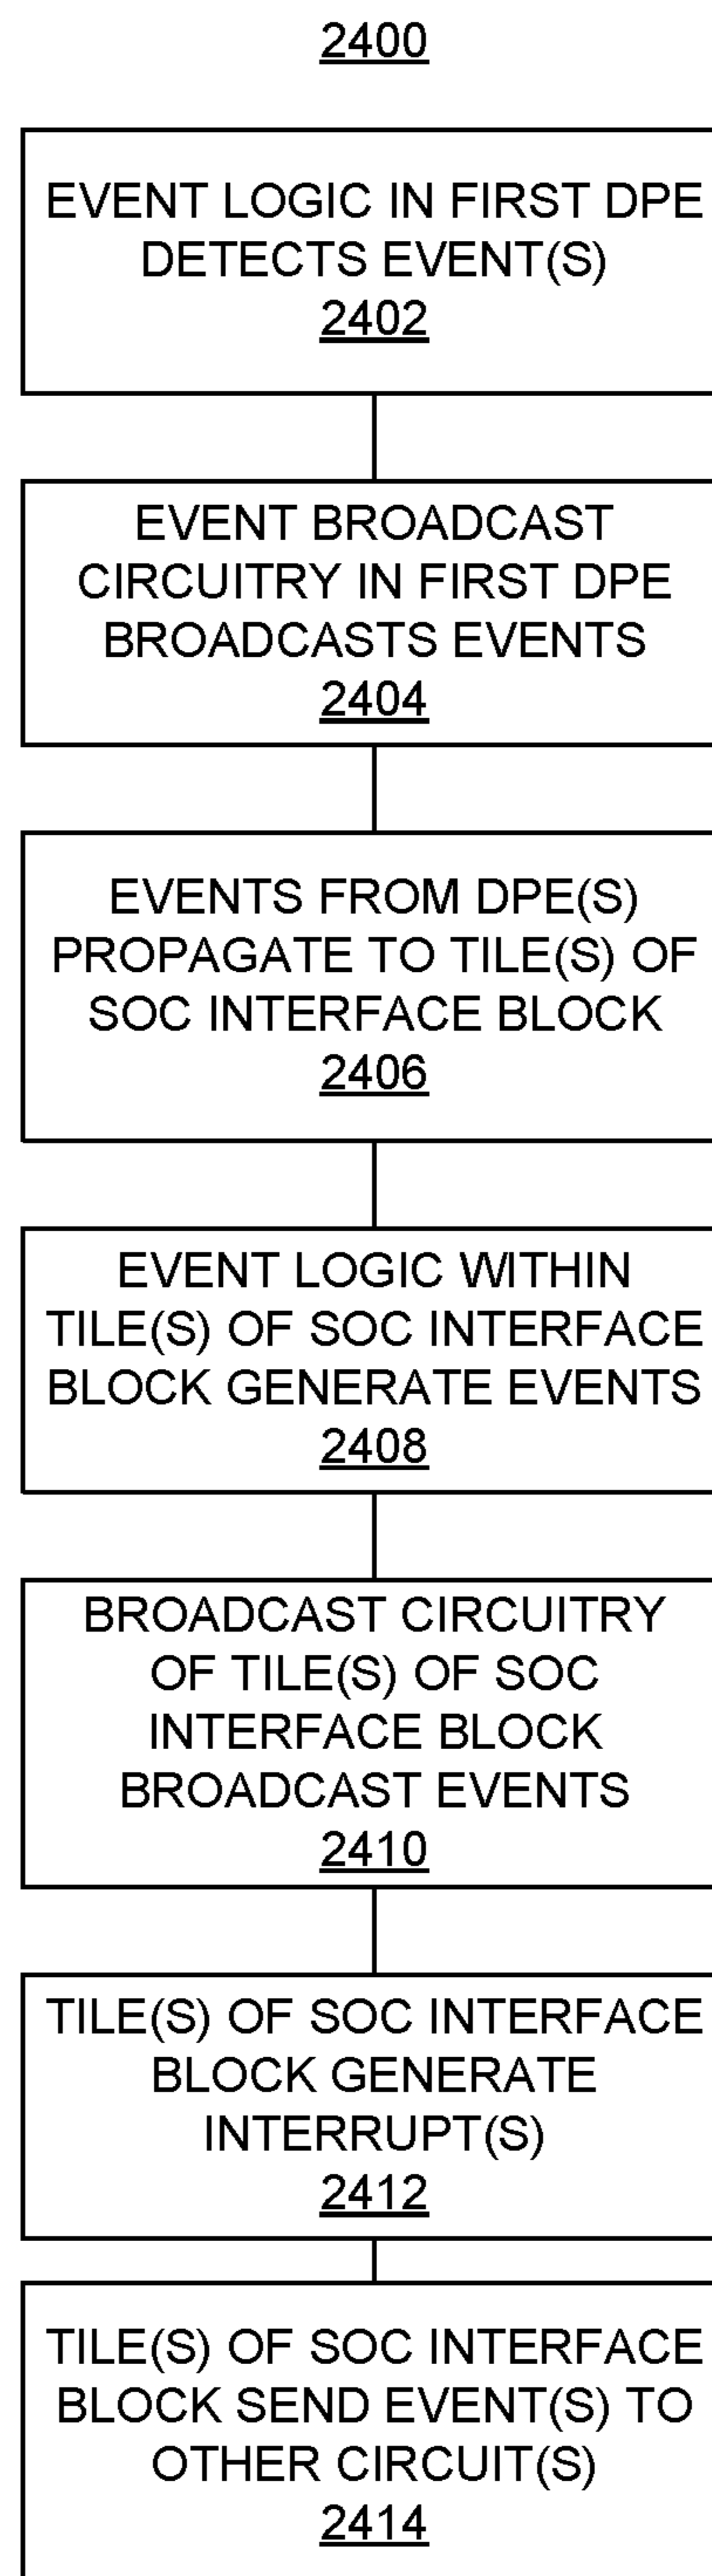 2400
EVENT LOGIC IN FIRST DPE
DETECTS EVENT(S)
2402
EVENT BROADCAST
CIRCUITRY IN FIRST DPE
BROADCASTS EVENTS
2404
EVENTS FROM DPE(S)
PROPAGATE TO TILE(S) OF
SOC INTERFACE BLOCK
2406
EVENT LOGIC WITHIN
TILE(S) OF SOC INTERFACE
BLOCK GENERATE EVENTS
2408
BROADCAST CIRCUITRY
OF TILE(S) OF SOC
INTERFACE BLOCK
BROADCAST EVENTS
2410
TILE(S) OF SOC INTERFACE
BLOCK GENERATE
INTERRUPT(S)
2412
TILE(S) OF SOC INTERFACE
BLOCK SEND EVENT(S) TO
OTHER CIRCUIT(S)
2414